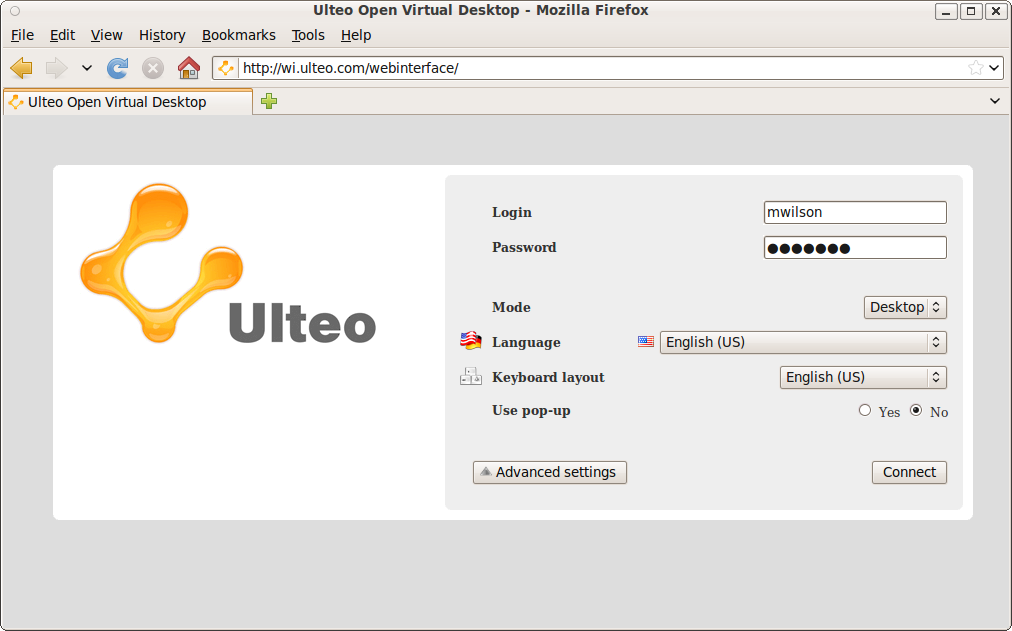 Ulteo Open Virtual Desktop - Mozilla Firefox
File Edit View History Bookmarks Tools Help
http://wi.ulteo.com/webinterface/
Ulteo Open Virtual Desktop
Ulteo
Login mwilson
Password ●●●●●●●
Mode Desktop
Language English (US)
Keyboard layout English (US)
Use pop-up Yes No
Advanced settings Connect